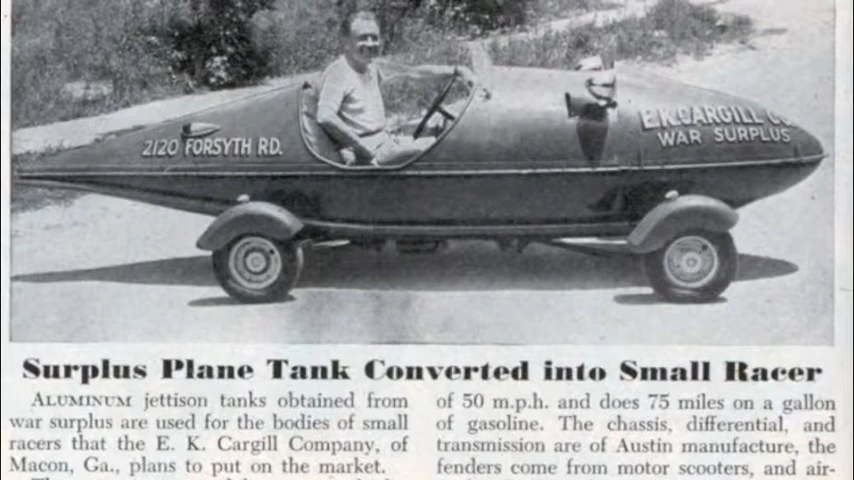 E. K. CARGILL CO.
WAR SURPLUS
2120 FORSYTH RD.
Surplus Plane Tank Converted into Small Racer
ALUMINUM jettison tanks obtained from
war surplus are used for the bodies of small
racers that the E. K. Cargill Company, of
Macon, Ga., plans to put on the market.
of 50 m.p.h. and does 75 miles on a gallon
of gasoline. The chassis, differential, and
transmission are of Austin manufacture, the
fenders come from motor scooters, and air-